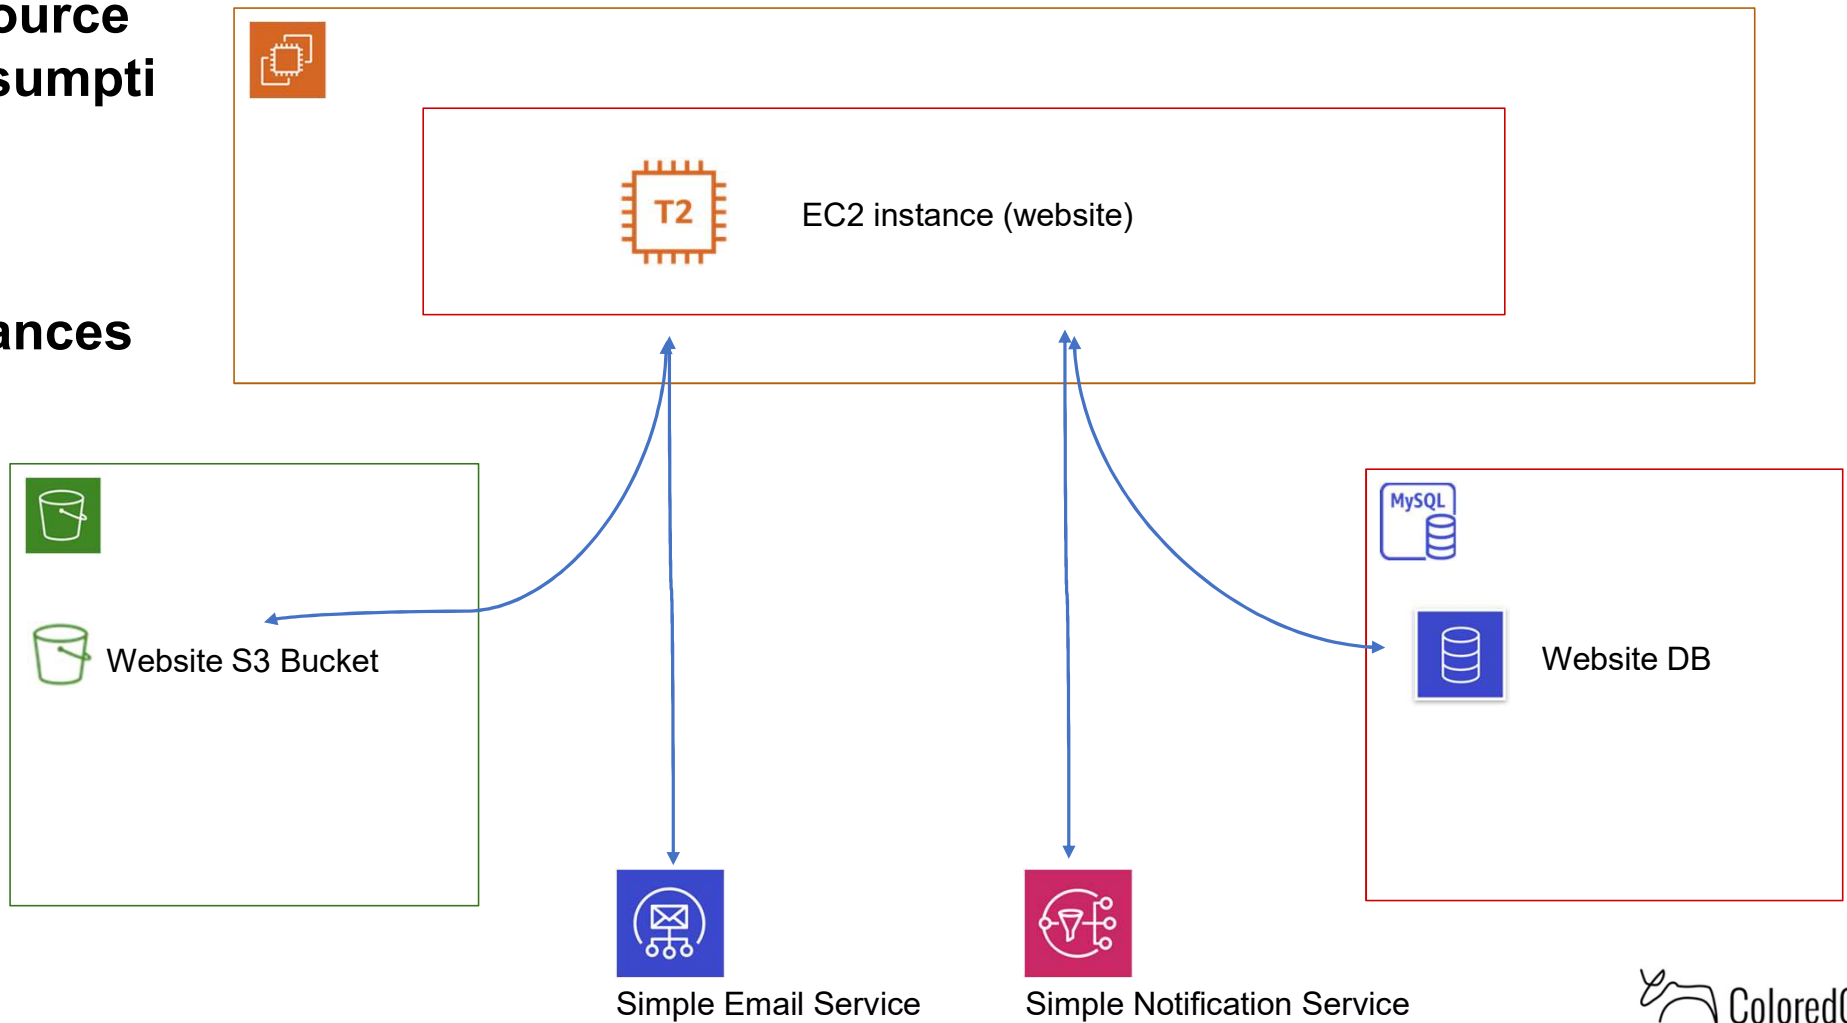 ource
sumpti
ances
T2
EC2 instance (website)
MySQL
Website S3 Bucket
Website DB
Simple Email Service
Simple Notification Service
Colored